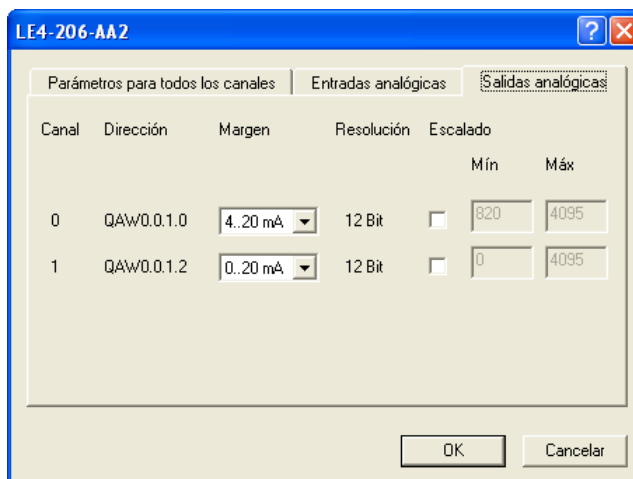 LE4-206-AA2
Parámetros para todos los canales Entradas analógicas Salidas analógicas
Canal Dirección Margen Resolución Escalado
Mín Máx
0 QAW0.0.1.0 4..20 mA 12 Bit 820 4095
1 QAW0.0.1.2 0..20 mA 12 Bit 0 4095
OK Cancelar